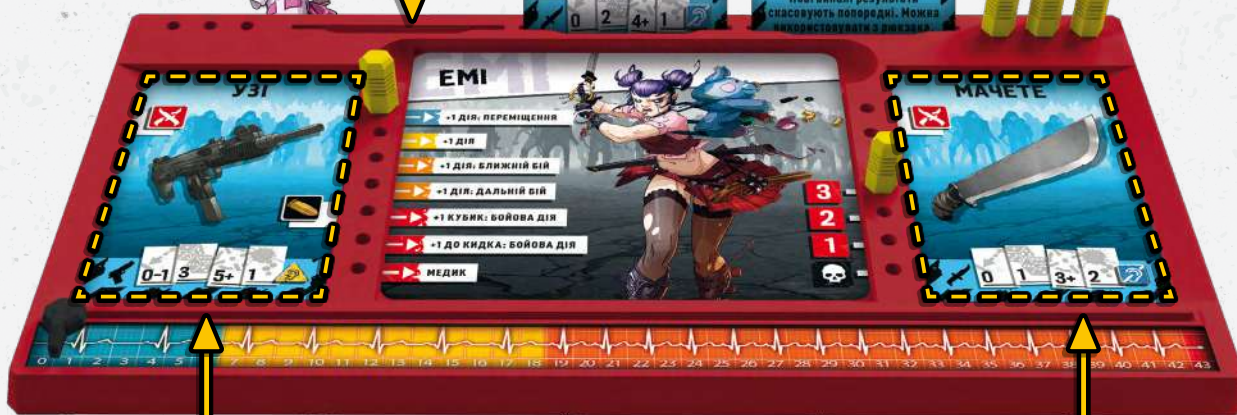 0 2 4+ 1
скасовують попередні. Можна
використовувати з рюкзака.
УЗІ
0-1 3 5+ 1
ЕМІ
+1 ДІЯ: ПЕРЕМІЩЕННЯ
+1 ДІЯ
+1 ДІЯ: БЛИЖНІЙ БІЙ
+1 ДІЯ: ДАЛЬНІЙ БІЙ
+1 КУБИК: БОЙОВА ДІЯ
+1 ДО КИДКА: БОЙОВА ДІЯ
МЕДИК
3
2
1
МАЧЕТЕ
0 1 3+ 2
0 1 2 3 4 5 7 8 9 10 11 12 13 14 15 16 17 18 19 20 21 22 23 24 25 26 27 28 29 30 31 32 33 34 35 36 37 38 39 40 41 42 43